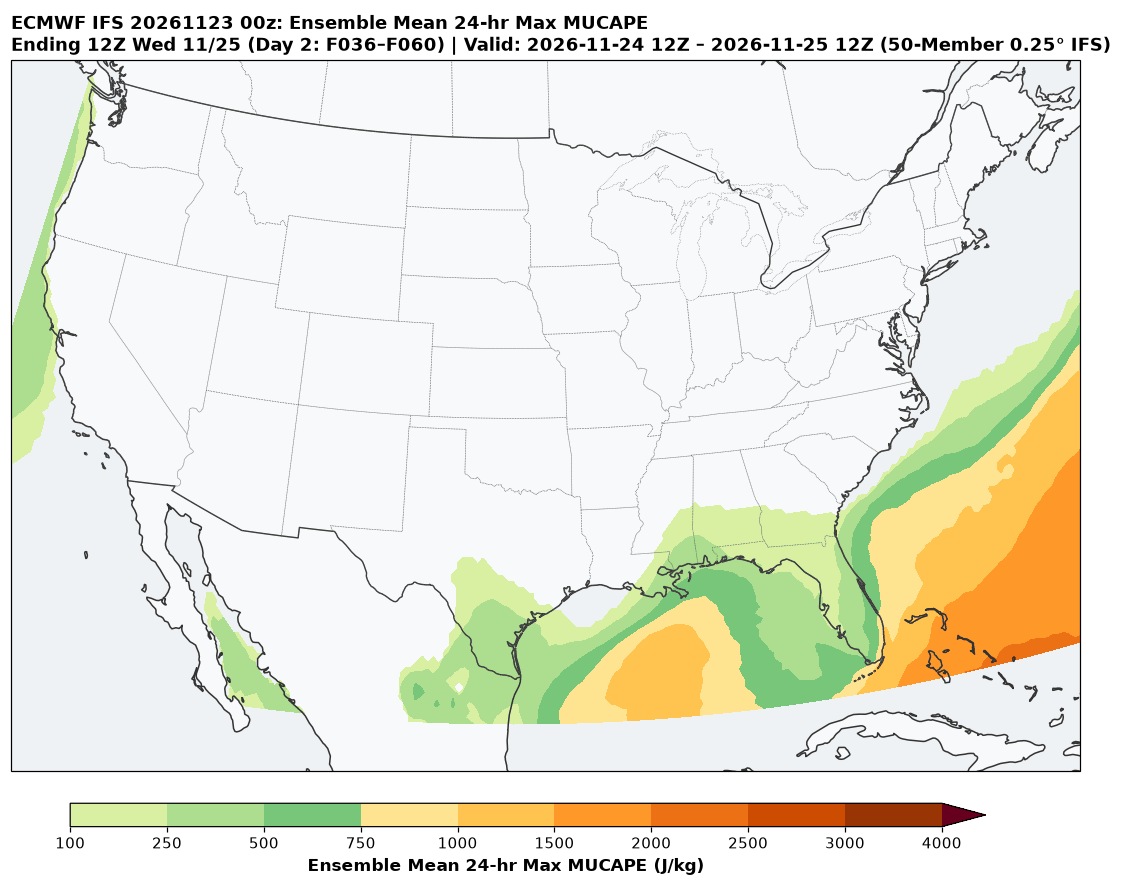 ECMWF IFS 20261123 00z: Ensemble Mean 24-hr Max MUCAPE
Ending 12Z Wed 11/25 (Day 2: F036–F060) | Valid: 2026-11-24 12Z – 2026-11-25 12Z (50-Member 0.25° IFS)
100 250 500 750 1000 1500 2000 2500 3000 4000
Ensemble Mean 24-hr Max MUCAPE (J/kg)